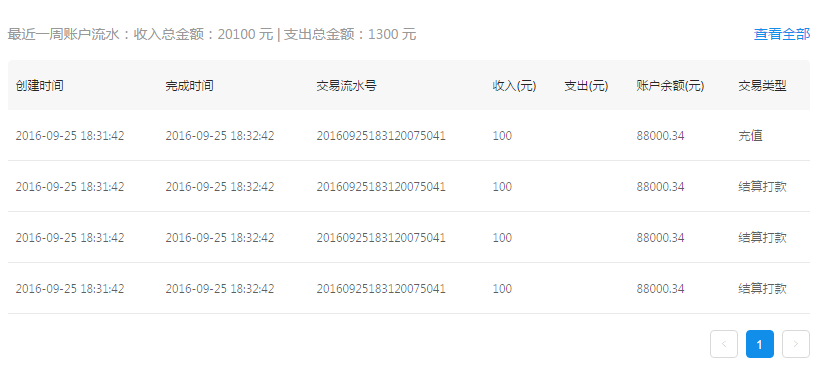 最近一周账户流水：收入总金额：20100 元 | 支出总金额：1300 元 查看全部
创建时间 完成时间 交易流水号 收入(元) 支出(元) 账户余额(元) 交易类型
2016-09-25 18:31:42 2016-09-25 18:32:42 20160925183120075041 100 88000.34 充值
2016-09-25 18:31:42 2016-09-25 18:32:42 20160925183120075041 100 88000.34 结算打款
2016-09-25 18:31:42 2016-09-25 18:32:42 20160925183120075041 100 88000.34 结算打款
2016-09-25 18:31:42 2016-09-25 18:32:42 20160925183120075041 100 88000.34 结算打款
< 1 >